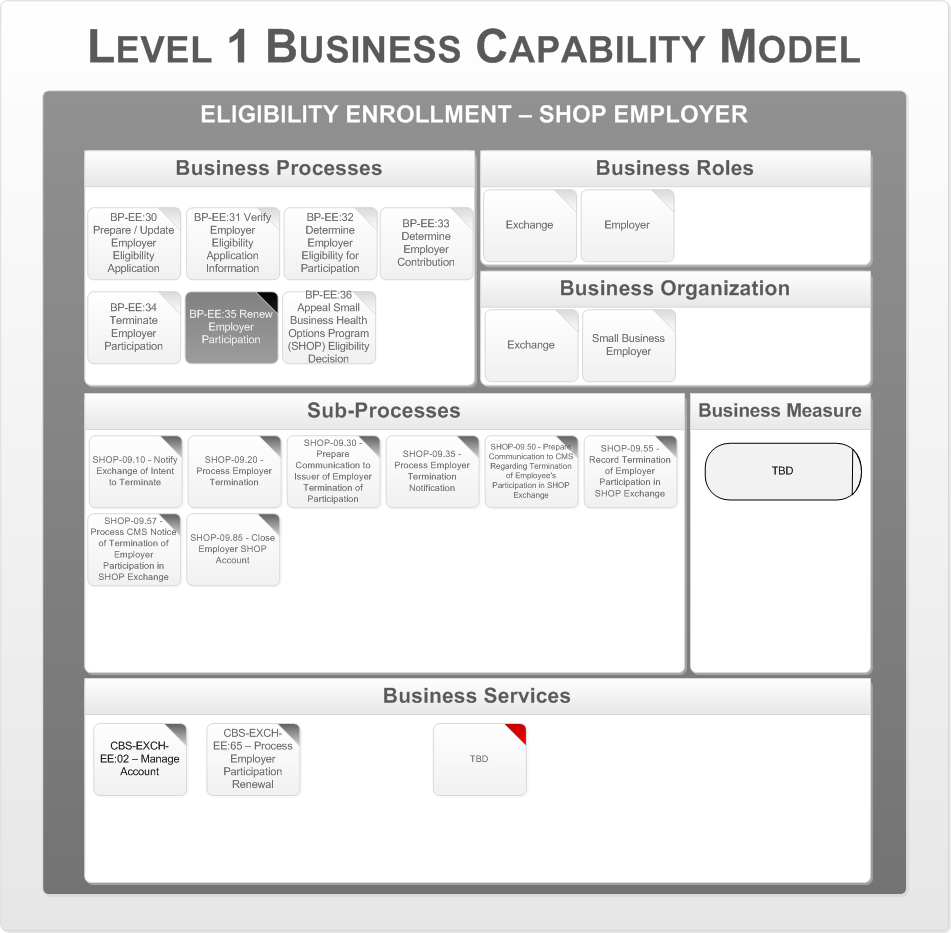 LEVEL 1 BUSINESS CAPABILITY MODEL
ELIGIBILITY ENROLLMENT – SHOP EMPLOYER
Business Processes
BP-EE:30
Prepare / Update
Employer
Eligibility
Application
BP-EE:31 Verify
Employer
Eligibility
Application
Information
BP-EE:32
Determine
Employer
Eligibility for
Participation
BP-EE:33
Determine
Employer
Contribution
BP-EE:34
Terminate
Employer
Participation
BP-EE:35 Renew
Employer
Participation
BP-EE:36
Appeal Small
Business Health
Options Program
(SHOP) Eligibility
Decision
Business Roles
Exchange
Employer
Business Organization
Exchange
Small Business
Employer
Sub-Processes
SHOP-09.10 - Notify
Exchange of Intent
to Terminate
SHOP-09.20 -
Process Employer
Termination
SHOP-09.30 -
Prepare
Communication to
Issuer of Employer
Termination of
Participation
SHOP-09.35 -
Process Employer
Termination
Notification
SHOP-09.50 - Prepare
Communication to CMS
Regarding Termination
of Employee's
Participation in SHOP
Exchange
SHOP-09.55 -
Record Termination
of Employer
Participation in
SHOP Exchange
SHOP-09.57 -
Process CMS Notice
of Termination of
Employer
Participation in
SHOP Exchange
SHOP-09.85 - Close
Employer SHOP
Account
Business Measure
TBD
Business Services
CBS-EXCH-
EE:02 – Manage
Account
CBS-EXCH-
EE:65 – Process
Employer
Participation
Renewal
TBD